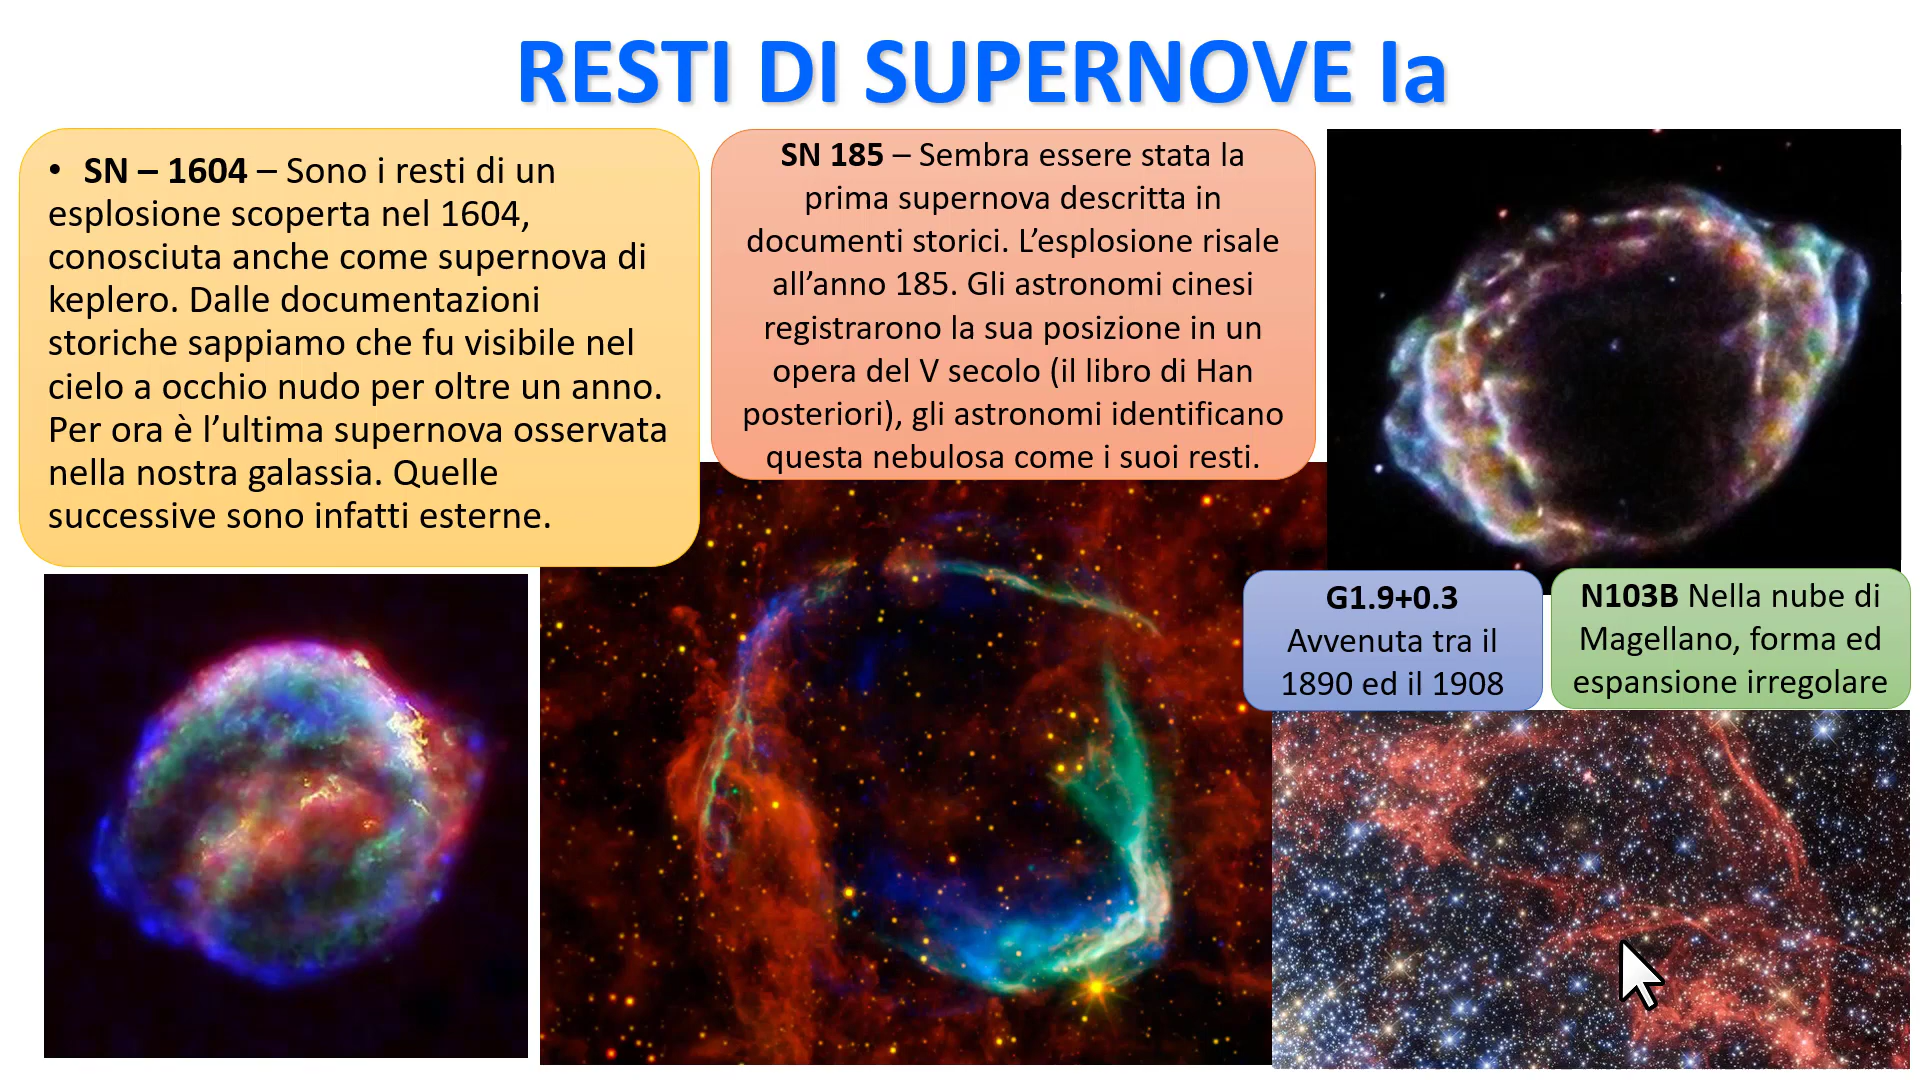 RESTI DI SUPERNOVE Ia
• SN – 1604 – Sono i resti di un
esplosione scoperta nel 1604,
conosciuta anche come supernova di
keplero. Dalle documentazioni
storiche sappiamo che fu visibile nel
cielo a occhio nudo per oltre un anno.
Per ora è l’ultima supernova osservata
nella nostra galassia. Quelle
successive sono infatti esterne.
SN 185 – Sembra essere stata la
prima supernova descritta in
documenti storici. L’esplosione risale
all’anno 185. Gli astronomi cinesi
registrarono la sua posizione in un
opera del V secolo (il libro di Han
posteriori), gli astronomi identificano
questa nebulosa come i suoi resti.
G1.9+0.3
Avvenuta tra il
1890 ed il 1908
N103B Nella nube di
Magellano, forma ed
espansione irregolare